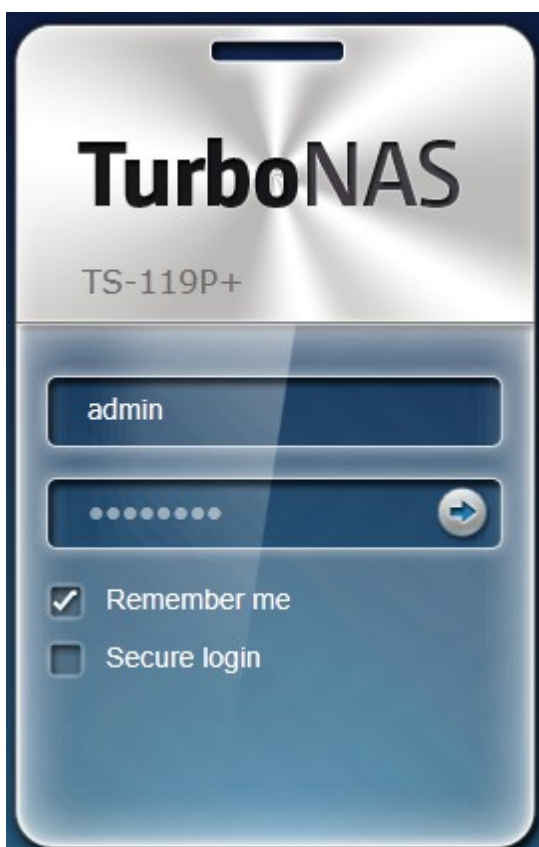 TurboNAS
TS-119P+
admin
••••••••
Remember me
Secure login